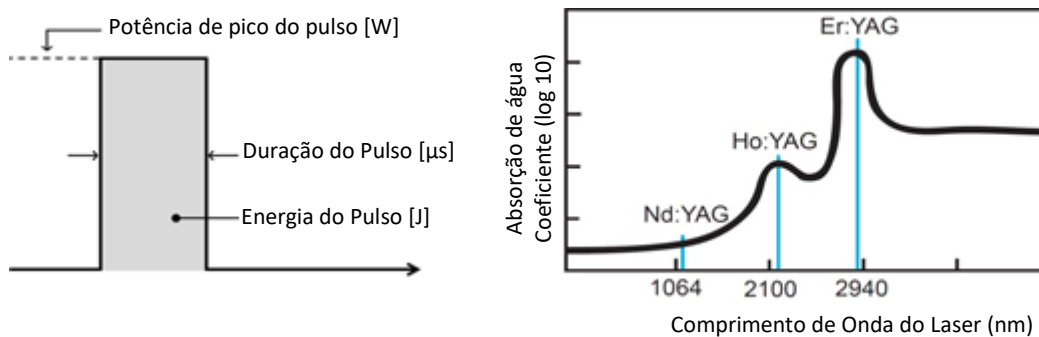 Potência de pico do pulso [W]
Duração do Pulso [µs]
Energia do Pulso [J]
Absorção de água
Coeficiente (log 10)
Er:YAG
Ho:YAG
Nd:YAG
1064
2100
2940
Comprimento de Onda do Laser (nm)